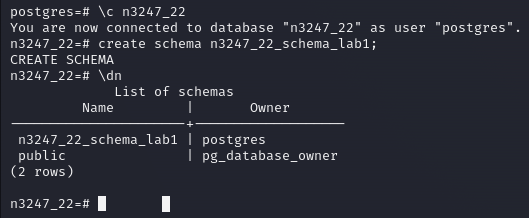 postgres=# \c n3247_22
You are now connected to database "n3247_22" as user "postgres".
n3247_22=# create schema n3247_22_schema_lab1;
CREATE SCHEMA
n3247_22=# \dn
             List of schemas
         Name         |       Owner
----------------------+-------------------
 n3247_22_schema_lab1 | postgres
 public               | pg_database_owner
(2 rows)

n3247_22=#